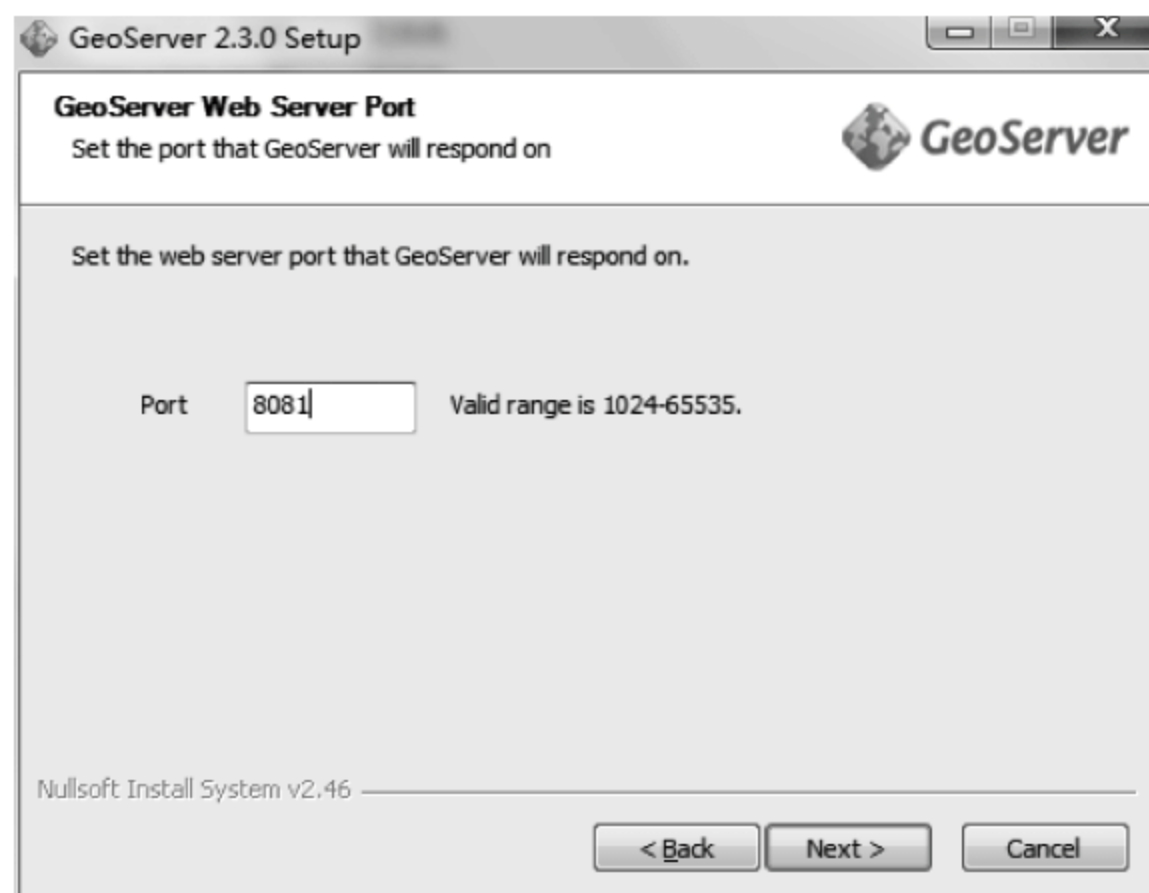 GeoServer 2.3.0 Setup
GeoServer Web Server Port
Set the port that GeoServer will respond on
GeoServer
Set the web server port that GeoServer will respond on.
Port 8081 Valid range is 1024-65535.
Nullsoft Install System v2.46
< Back Next > Cancel